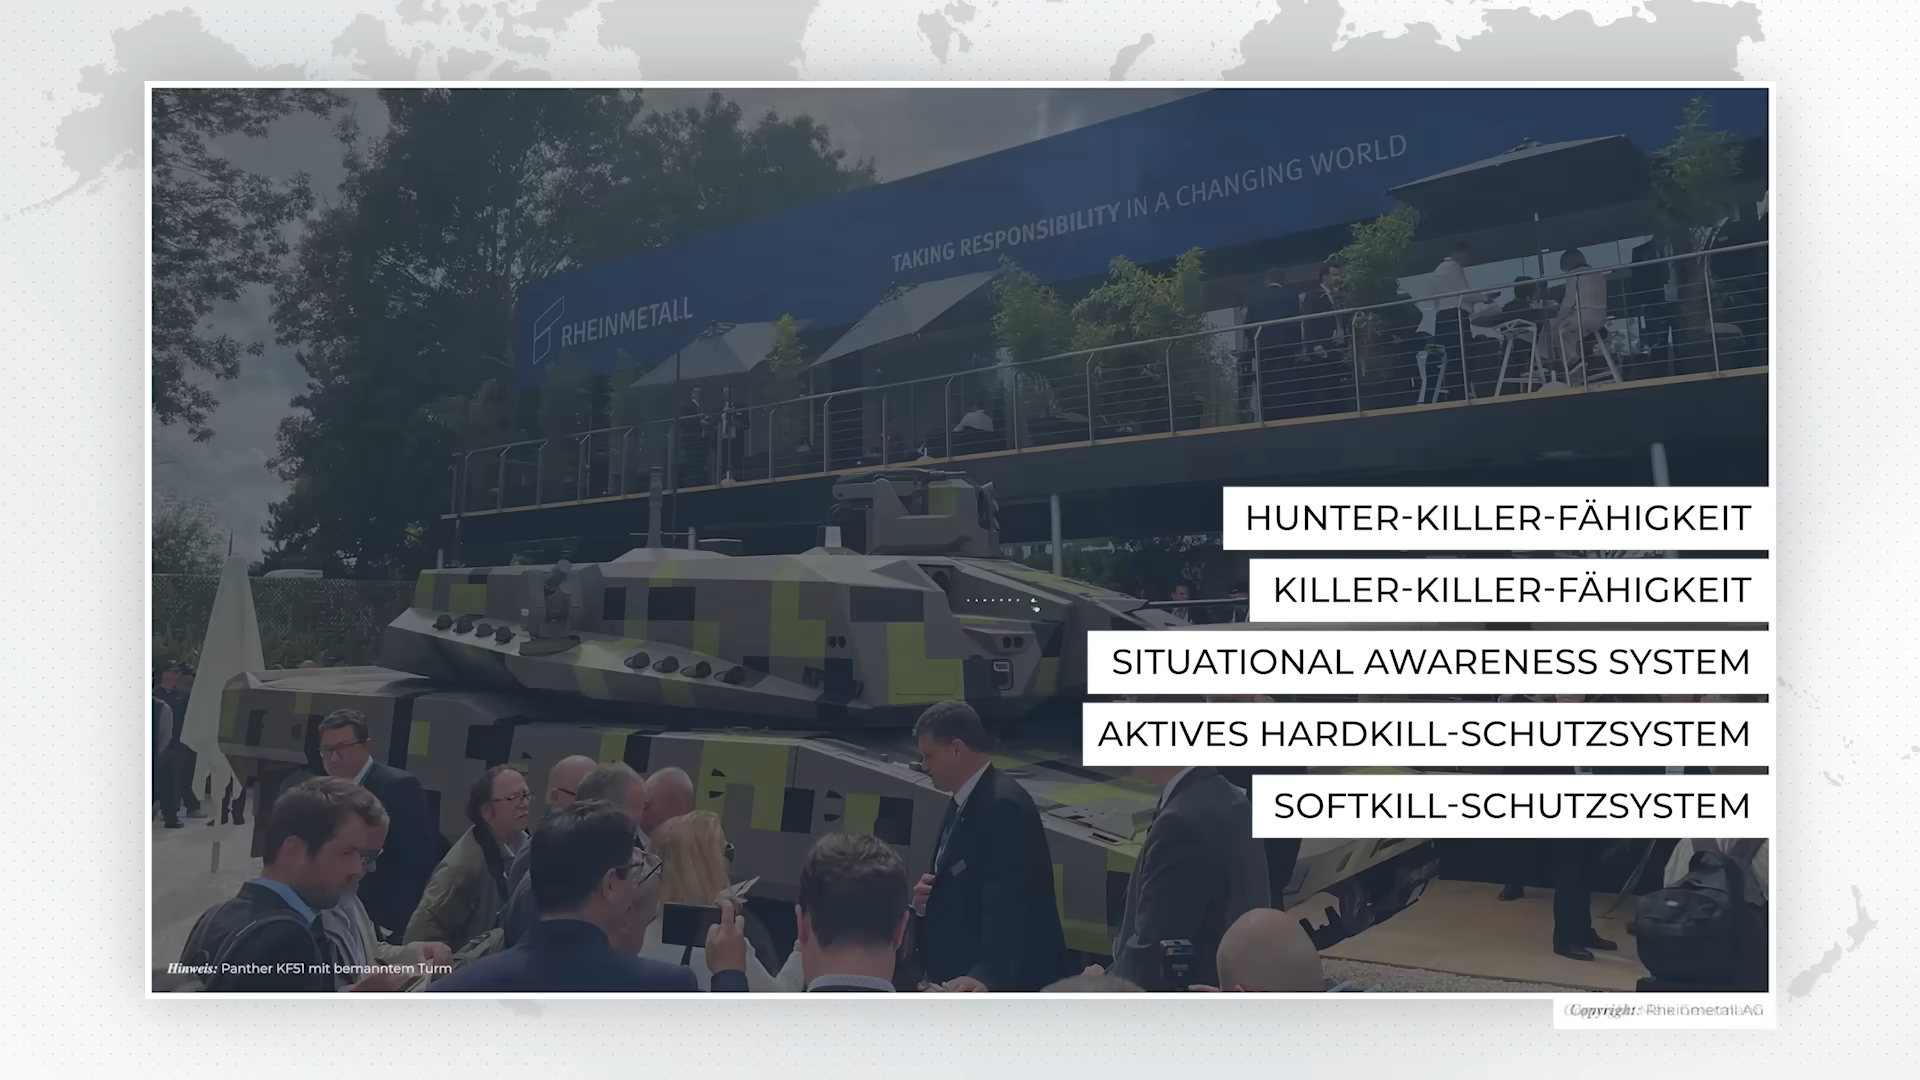 TAKING RESPONSIBILITY IN A CHANGING WORLD
RHEINMETALL
HUNTER-KILLER-FÄHIGKEIT
KILLER-KILLER-FÄHIGKEIT
SITUATIONAL AWARENESS SYSTEM
AKTIVES HARDKILL-SCHUTZSYSTEM
SOFTKILL-SCHUTZSYSTEM
Hinweis: Panther KF51 mit bemanntem Turm
Copyright: Rheinmetall AG